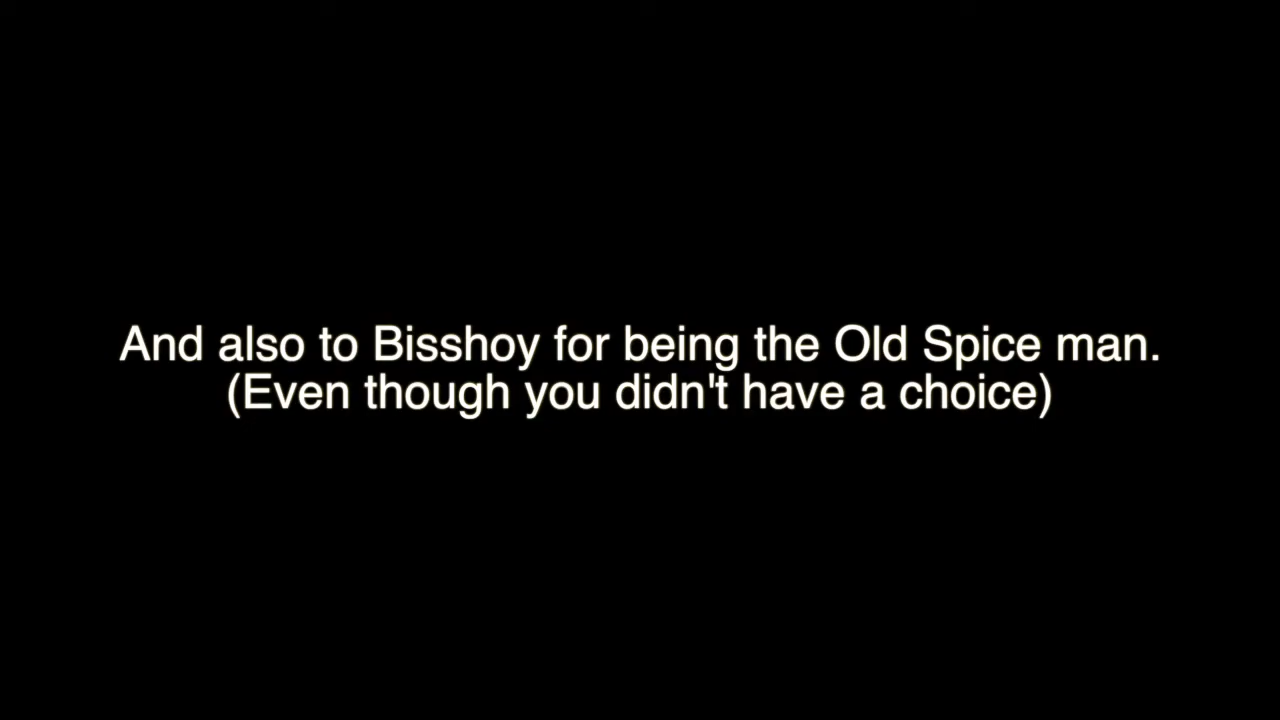 And also to Bisshoy for being the Old Spice man.
(Even though you didn't have a choice)